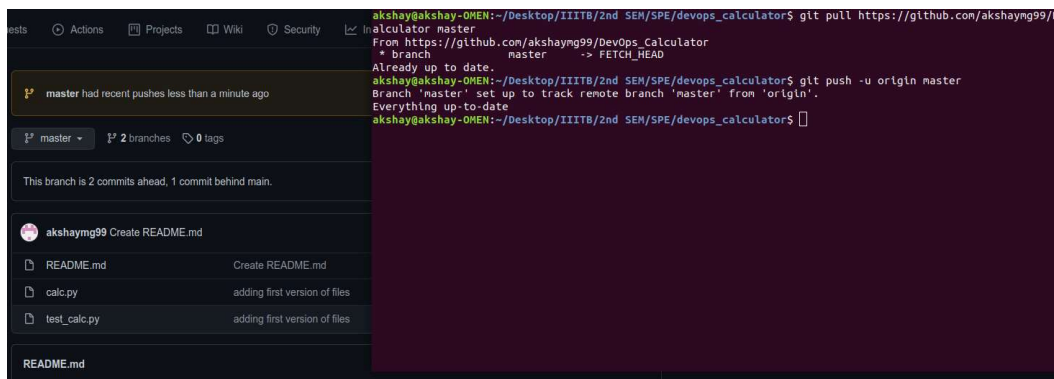 ests Actions Projects Wiki Security In
master had recent pushes less than a minute ago
master 2 branches 0 tags
This branch is 2 commits ahead, 1 commit behind main.
akshaymg99 Create README.md
README.md Create README.md
calc.py adding first version of files
test_calc.py adding first version of files
README.md
akshay@akshay-OMEN:~/Desktop/IIITB/2nd SEM/SPE/devops_calculator$ git pull https://github.com/akshaymg99/
alculator master
From https://github.com/akshaymg99/DevOps_Calculator
* branch master -> FETCH_HEAD
Already up to date.
akshay@akshay-OMEN:~/Desktop/IIITB/2nd SEM/SPE/devops_calculator$ git push -u origin master
Branch 'master' set up to track remote branch 'master' from 'origin'.
Everything up-to-date
akshay@akshay-OMEN:~/Desktop/IIITB/2nd SEM/SPE/devops_calculator$